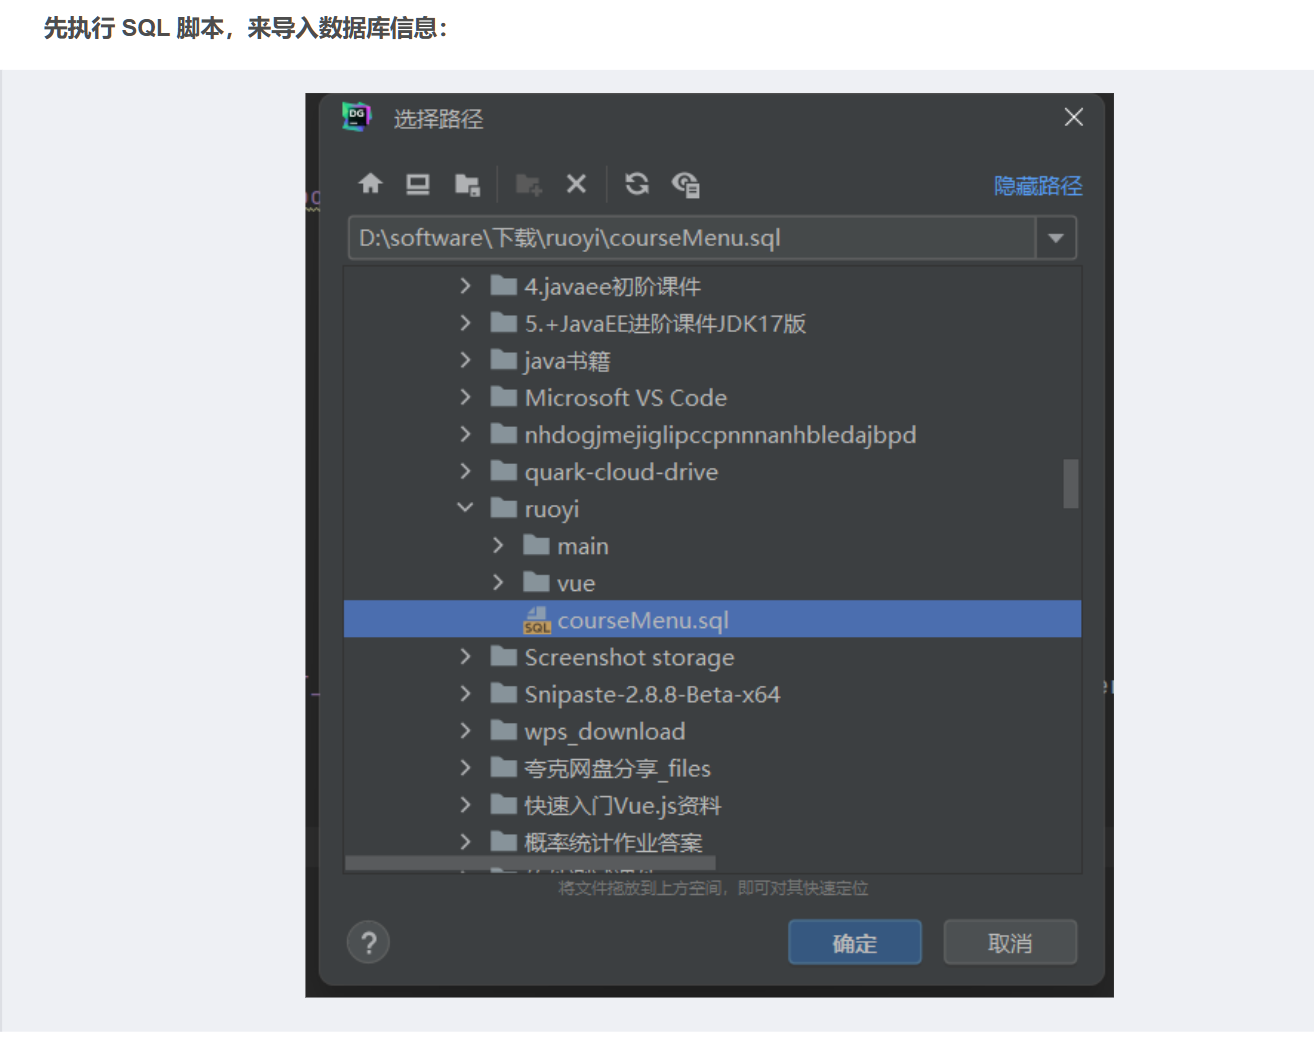 先执行 SQL 脚本，来导入数据库信息：
DG
选择路径
隐藏路径
D:\software\下载\ruoyi\courseMenu.sql
4.javaee初阶课件
5.+JavaEE进阶课件JDK17版
java书籍
Microsoft VS Code
nhdogjmejiglipccpnnnanhbledajbpd
quark-cloud-drive
ruoyi
main
vue
SQL courseMenu.sql
Screenshot storage
Snipaste-2.8.8-Beta-x64
wps_download
夸克网盘分享_files
快速入门Vue.js资料
概率统计作业答案
将文件拖放到上方空间，即可对其快速定位
?
确定
取消